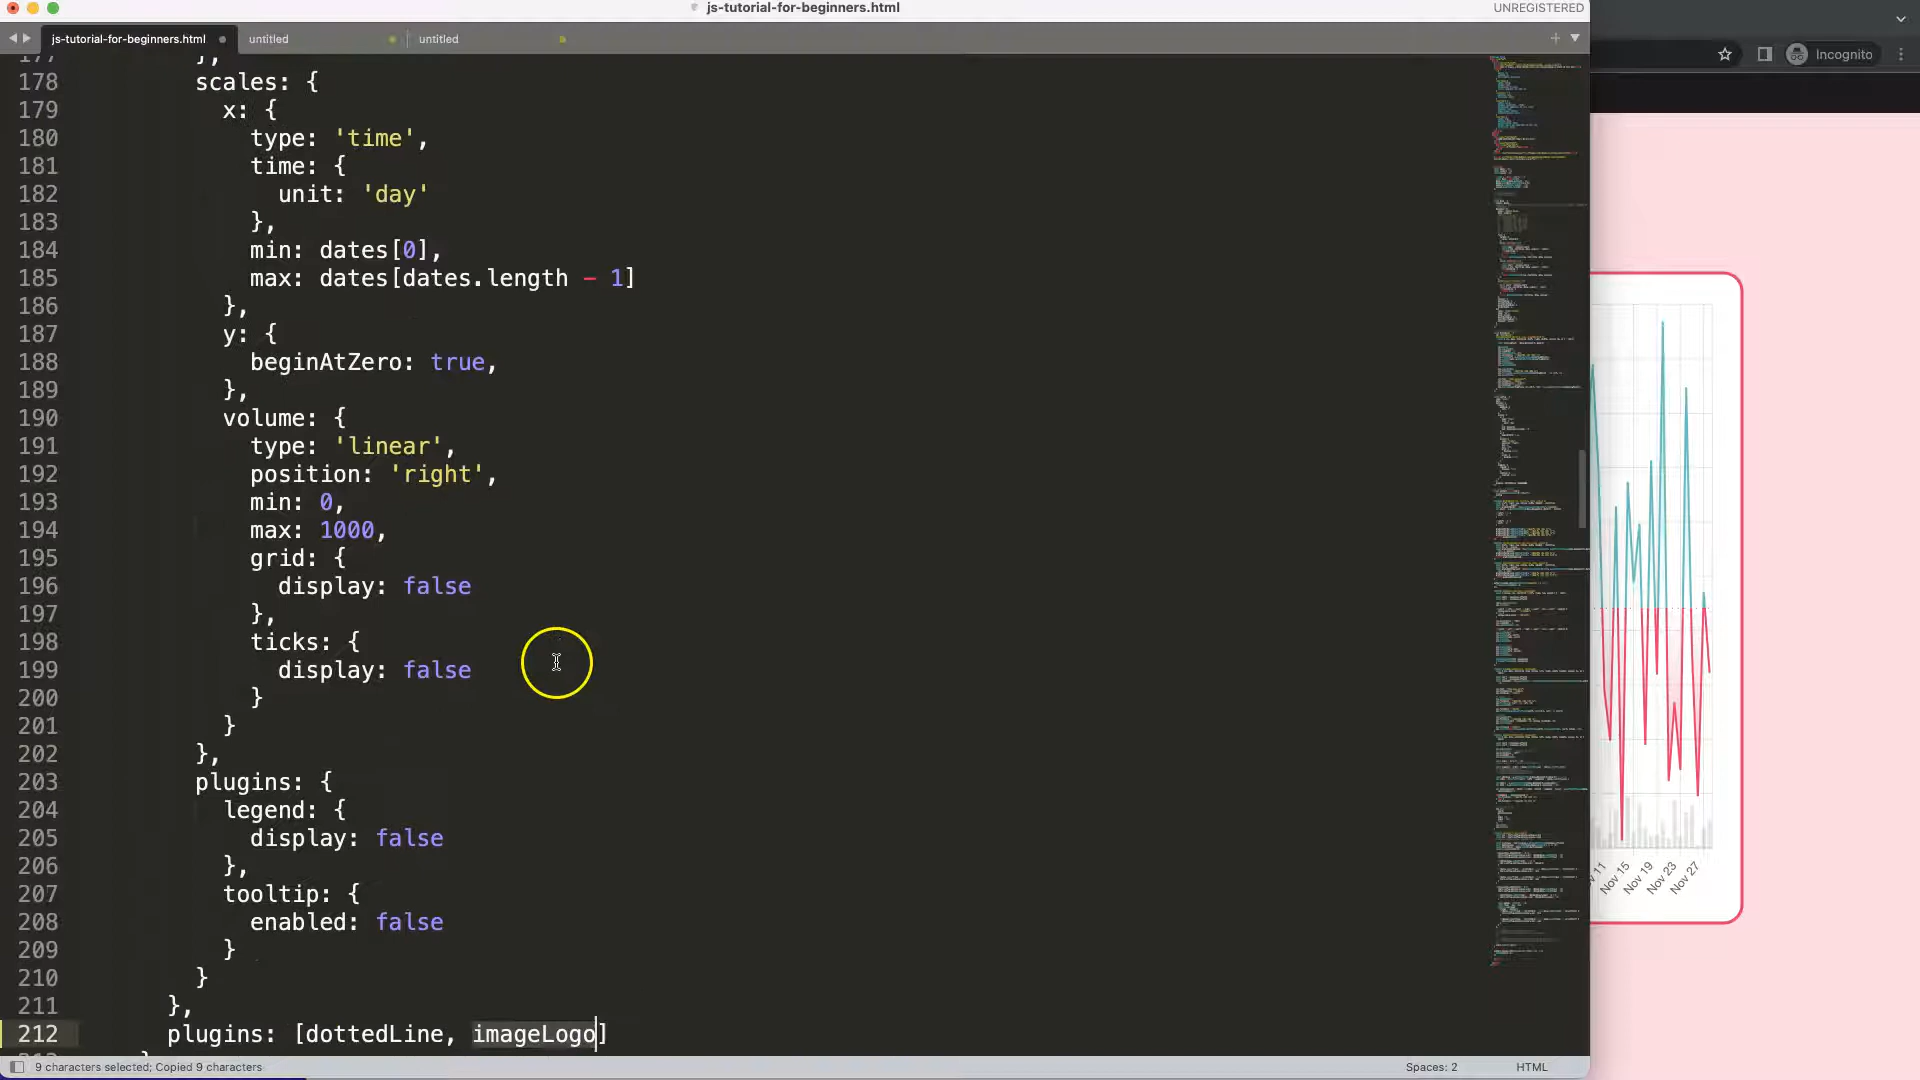 js-tutorial-for-beginners.html
UNREGISTERED
js-tutorial-for-beginners.html
untitled
untitled
Incognito
177 },
178 scales: {
179 x: {
180 type: 'time',
181 time: {
182 unit: 'day'
183 },
184 min: dates[0],
185 max: dates[dates.length - 1]
186 },
187 y: {
188 beginAtZero: true,
189 },
190 volume: {
191 type: 'linear',
192 position: 'right',
193 min: 0,
194 max: 1000,
195 grid: {
196 display: false
197 },
198 ticks: {
199 display: false
200 }
201 }
202 },
203 plugins: {
204 legend: {
205 display: false
206 },
207 tooltip: {
208 enabled: false
209 }
210 }
211 },
212 plugins: [dottedLine, imageLogo]
Nov 15
Nov 19
Nov 23
Nov 27
9 characters selected; Copied 9 characters
Spaces: 2
HTML